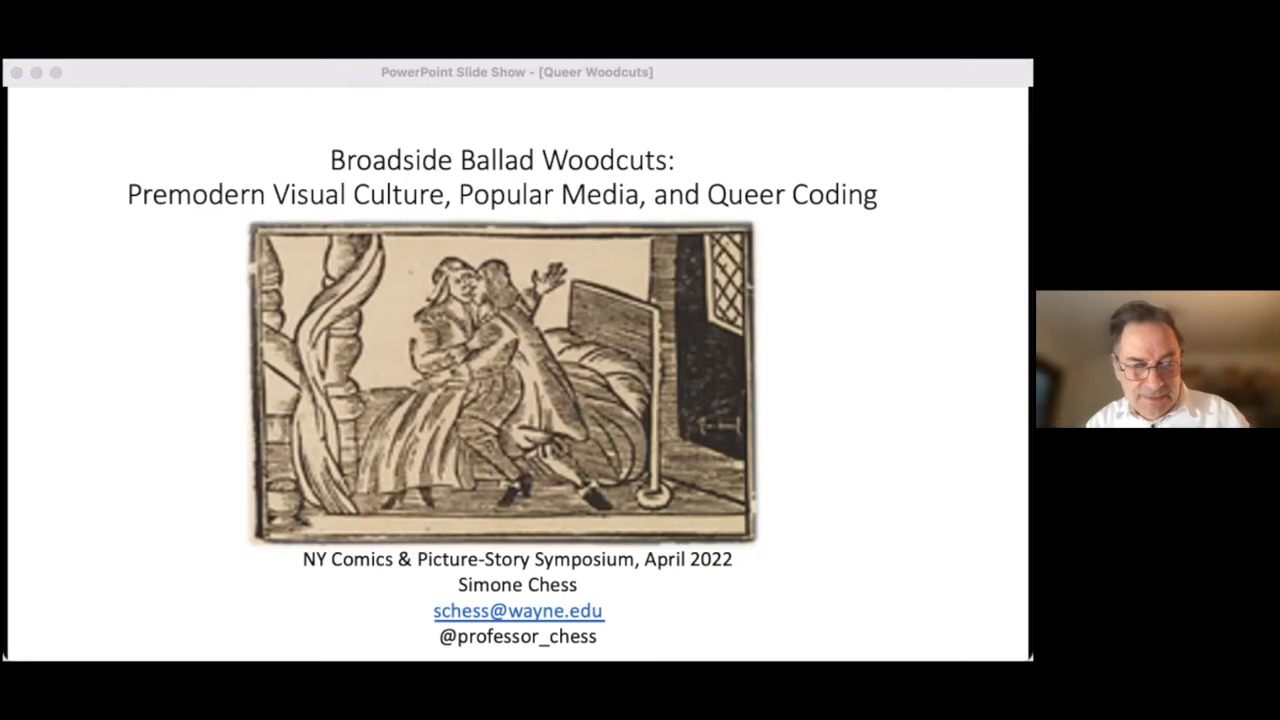 PowerPoint Slide Show - [Queer Woodcuts]
Broadside Ballad Woodcuts:
Premodern Visual Culture, Popular Media, and Queer Coding
NY Comics & Picture-Story Symposium, April 2022
Simone Chess
schess@wayne.edu
@professor_chess